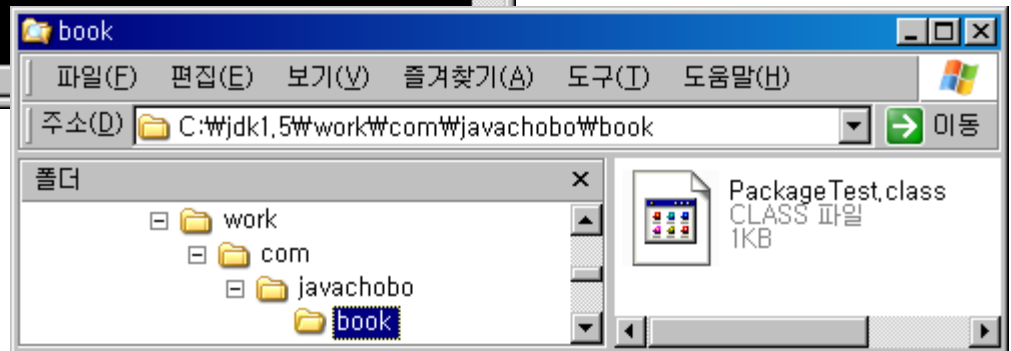 book
파일(F) 편집(E) 보기(V) 즐겨찾기(A) 도구(T) 도움말(H)
주소(D) C:₩jdk1.5₩work₩com₩javachobo₩book 이동
폴더
work
com
javachobo
book
PackageTest.class
CLASS 파일
1KB